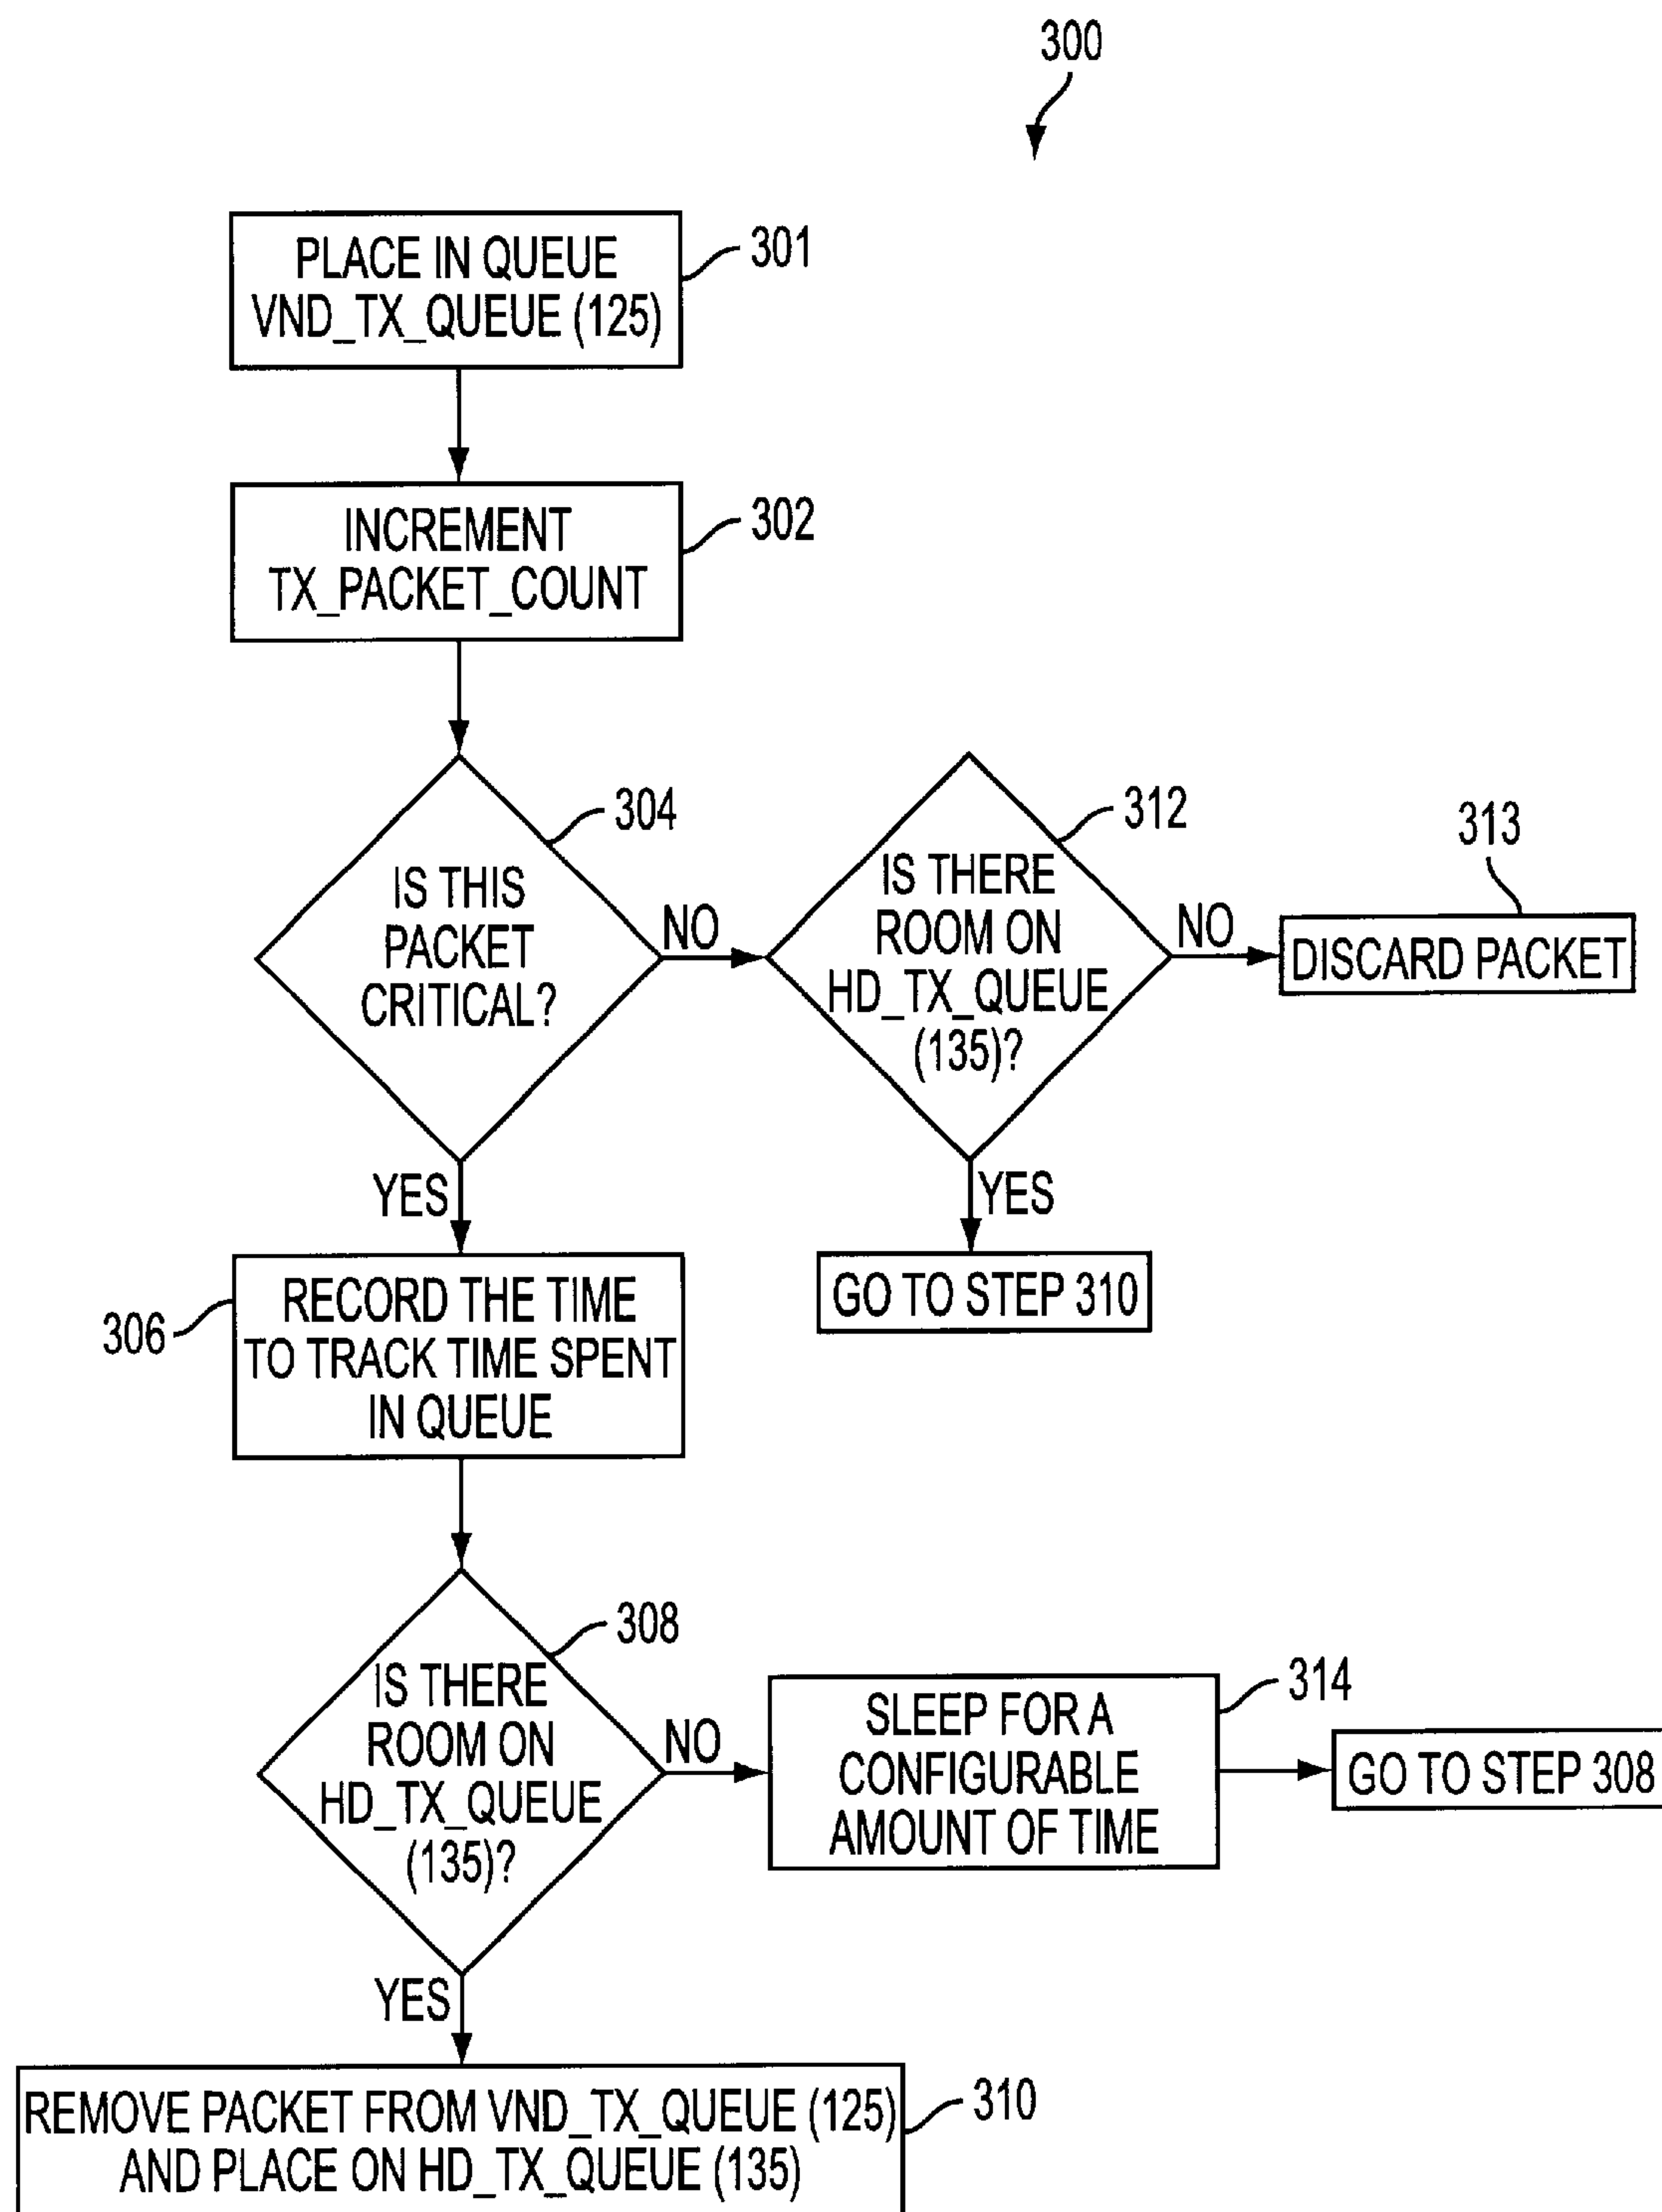 300
PLACE IN QUEUE
VND_TX_QUEUE (125)
301
INCREMENT
TX_PACKET_COUNT
302
IS THIS
PACKET
CRITICAL?
304
NO
IS THERE
ROOM ON
HD_TX_QUEUE
(135)?
312
NO
DISCARD PACKET
313
YES
YES
GO TO STEP 310
RECORD THE TIME
TO TRACK TIME SPENT
IN QUEUE
306
IS THERE
ROOM ON
HD_TX_QUEUE
(135)?
308
NO
SLEEP FOR A
CONFIGURABLE
AMOUNT OF TIME
314
GO TO STEP 308
YES
REMOVE PACKET FROM VND_TX_QUEUE (125)
AND PLACE ON HD_TX_QUEUE (135)
310